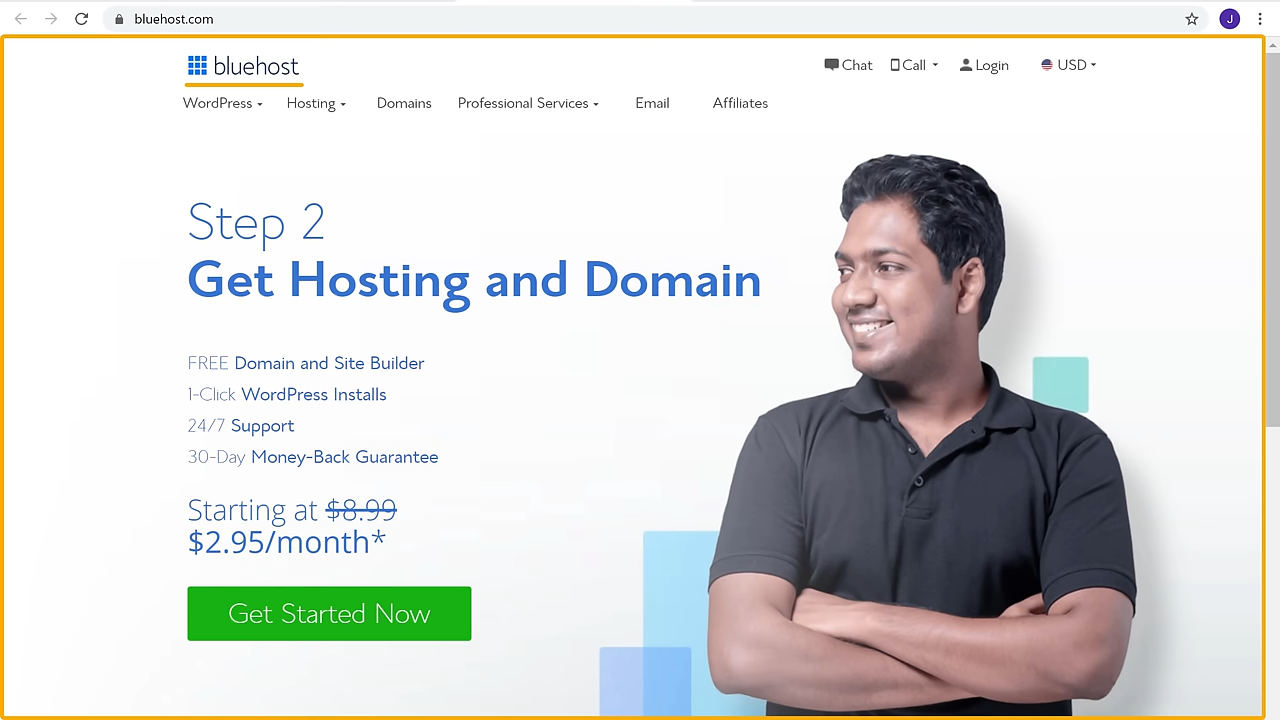 bluehost.com
J
bluehost
Chat Call Login USD
WordPress Hosting Domains Professional Services Email Affiliates
Step 2
Get Hosting and Domain
FREE Domain and Site Builder
1-Click WordPress Installs
24/7 Support
30-Day Money-Back Guarantee
Starting at $8.99
$2.95/month*
Get Started Now